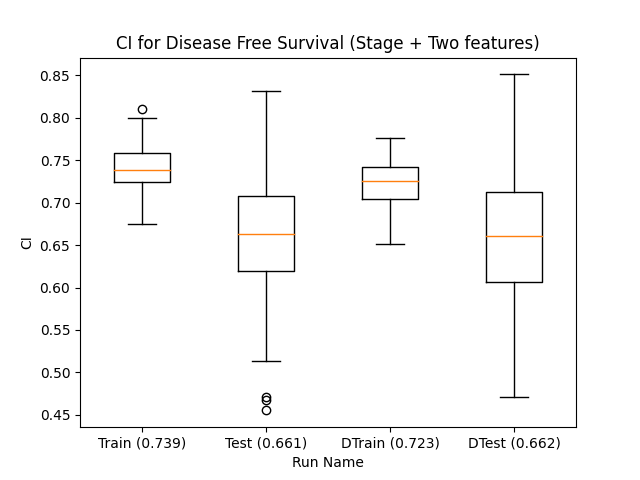 CI for Disease Free Survival (Stage + Two features)
0.85
0.80
0.75
0.70
0.65
0.60
0.55
0.50
0.45
CI
Train (0.739)
Test (0.661)
DTrain (0.723)
DTest (0.662)
Run Name